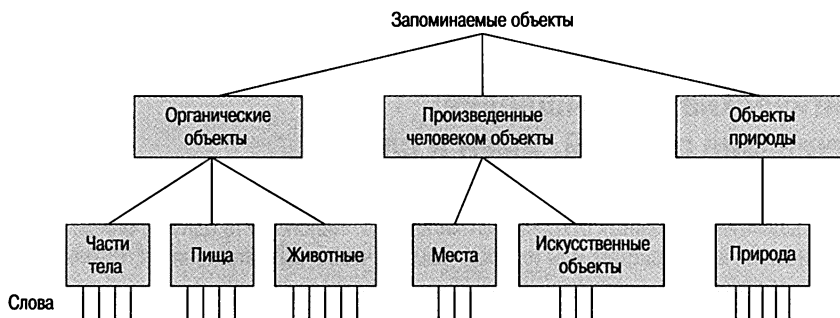 Запоминаемые объекты
Органические
объекты
Произведенные
человеком объекты
Объекты
природы
Части
тела
Пища
Животные
Места
Искусственные
объекты
Природа
Слова